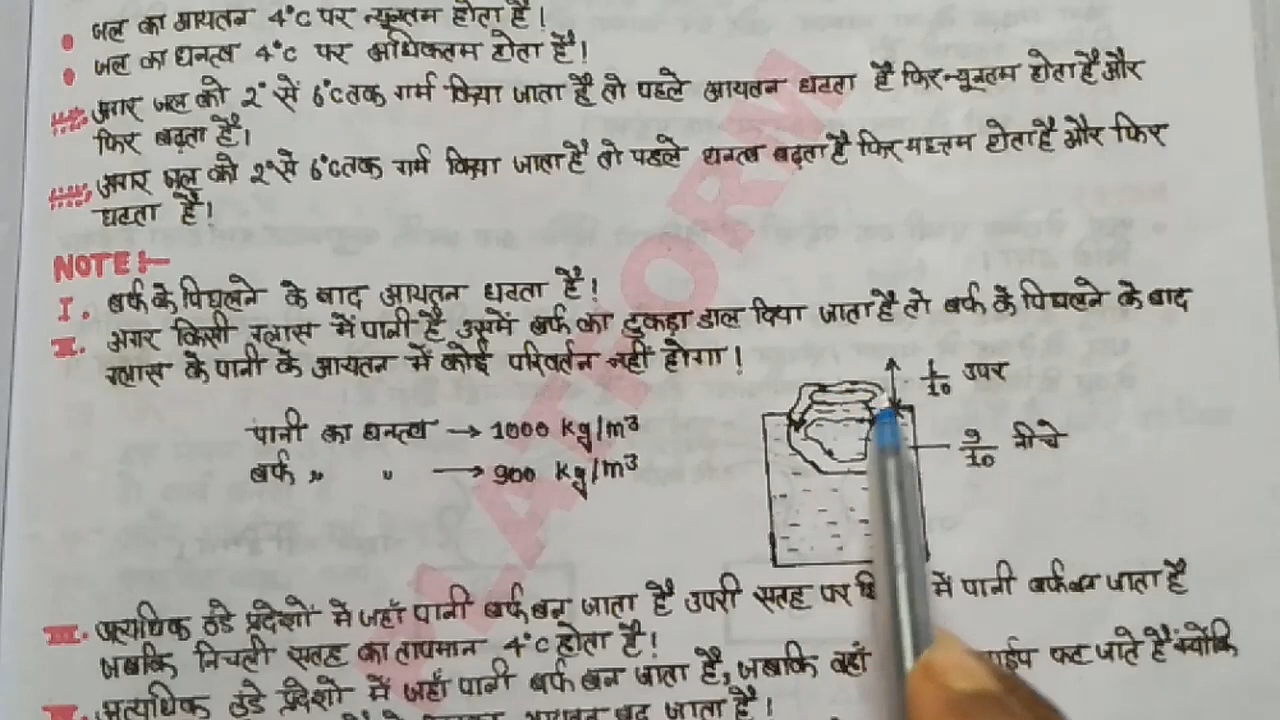 जल का आयतन 4°C पर न्यूनतम होता है।
जल का घनत्व 4°C पर अधिकतम होता है।
अगर जल को 2° से 6°C तक गर्म किया जाता है तो पहले आयतन घटता है फिर न्यूनतम होता है और
फिर बढ़ता है।
अगर जल को 2° से 6°C तक गर्म किया जाता है तो पहले घनत्व बढ़ता है फिर महत्तम होता है और फिर
घटता है।
NOTE:-
I. बर्फ के पिघलने के बाद आयतन घटता है।
II. अगर किसी ग्लास में पानी है उसमें बर्फ का टुकड़ा डाल दिया जाता है तो बर्फ के पिघलने के बाद
ग्लास के पानी के आयतन में कोई परिवर्तन नहीं होगा।
1/10 उपर
पानी का घनत्व → 1000 Kg/m³
9/10 नीचे
बर्फ " " → 900 Kg/m³
III. अत्यधिक ठंडे प्रदेशों में जहाँ पानी बर्फ बन जाता है उपरी सतह पर में पानी बर्फ बन जाता है
जबकि निचली सतह का तापमान 4°C होता है।
अत्यधिक ठंडे प्रदेशो में जहाँ पानी बर्फ बन जाता है, जबकि वहाँ फट जाते है क्योंकि
आयतन बढ़ जाता है।
PLATFORM